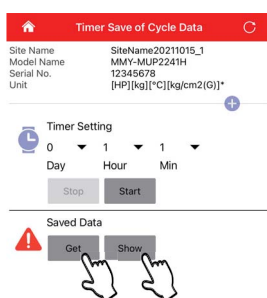 Timer Save of Cycle Data
Site Name SiteName20211015_1
Model Name MMY-MUP2241H
Serial No. 12345678
Unit [HP][kg][°C][kg/cm2(G)]*
Timer Setting
0 1 1
Day Hour Min
Stop Start
Saved Data
Get Show